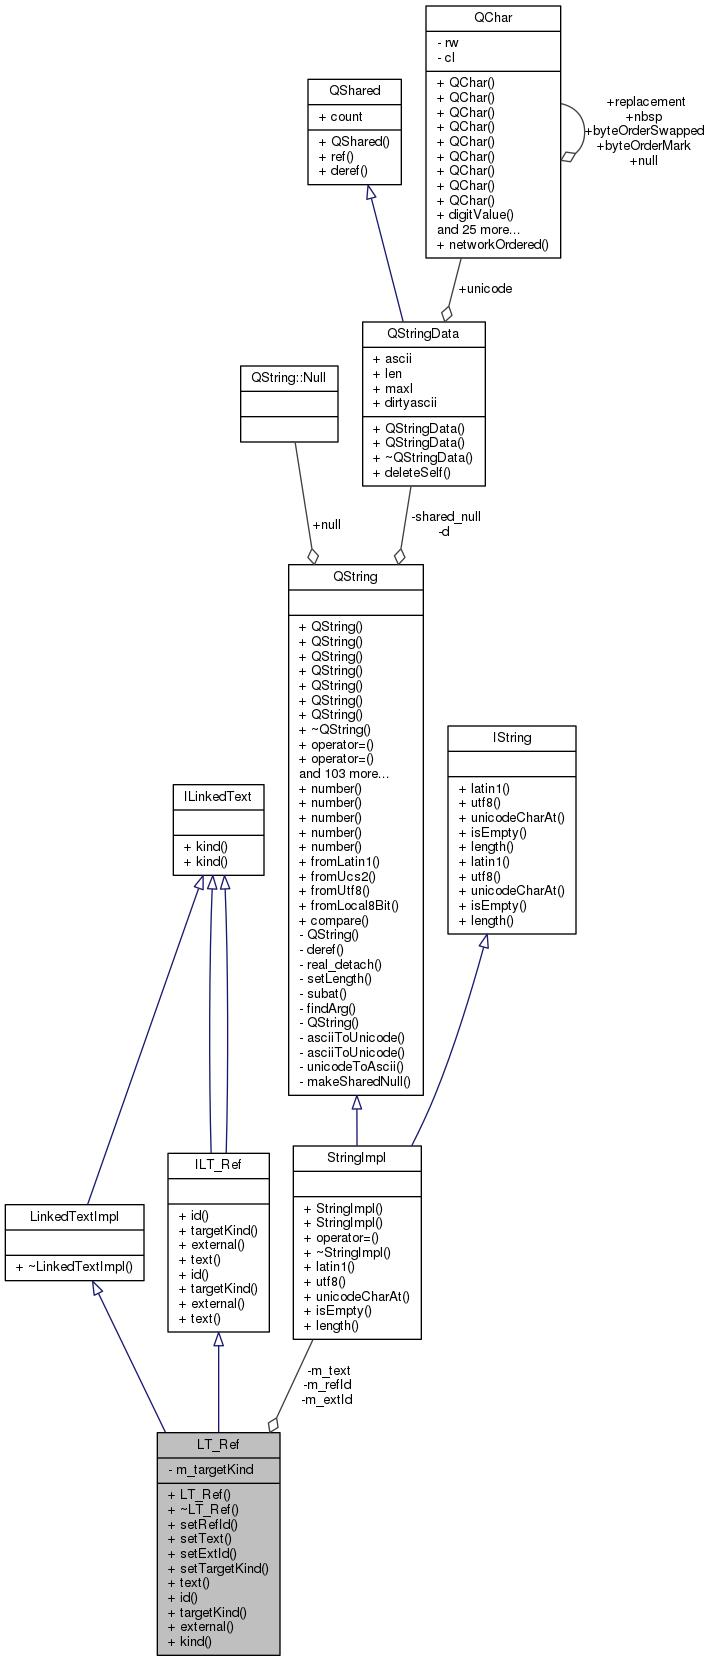 QChar
- rw
- cl
+ QChar()
+ QChar()
+ QChar()
+ QChar()
+ QChar()
+ QChar()
+ QChar()
+ QChar()
+ QChar()
+ digitValue()
and 25 more...
+ networkOrdered()
+replacement
+nbsp
+byteOrderSwapped
+byteOrderMark
+null
QShared
+ count
+ QShared()
+ ref()
+ deref()
+unicode
QStringData
+ ascii
+ len
+ maxl
+ dirtyascii
+ QStringData()
+ QStringData()
+ ~QStringData()
+ deleteSelf()
QString::Null
+null
-shared_null
-d
QString
+ QString()
+ QString()
+ QString()
+ QString()
+ QString()
+ QString()
+ QString()
+ ~QString()
+ operator=()
+ operator=()
and 103 more...
+ number()
+ number()
+ number()
+ number()
+ number()
+ fromLatin1()
+ fromUcs2()
+ fromUtf8()
+ fromLocal8Bit()
+ compare()
- QString()
- deref()
- real_detach()
- setLength()
- subat()
- findArg()
- QString()
- asciiToUnicode()
- asciiToUnicode()
- unicodeToAscii()
- makeSharedNull()
IString
+ latin1()
+ utf8()
+ unicodeCharAt()
+ isEmpty()
+ length()
+ latin1()
+ utf8()
+ unicodeCharAt()
+ isEmpty()
+ length()
ILinkedText
+ kind()
+ kind()
ILT_Ref
+ id()
+ targetKind()
+ external()
+ text()
+ id()
+ targetKind()
+ external()
+ text()
StringImpl
+ StringImpl()
+ StringImpl()
+ operator=()
+ ~StringImpl()
+ latin1()
+ utf8()
+ unicodeCharAt()
+ isEmpty()
+ length()
LinkedTextImpl
+ ~LinkedTextImpl()
-m_text
-m_refId
-m_extId
LT_Ref
- m_targetKind
+ LT_Ref()
+ ~LT_Ref()
+ setRefId()
+ setText()
+ setExtId()
+ setTargetKind()
+ text()
+ id()
+ targetKind()
+ external()
+ kind()